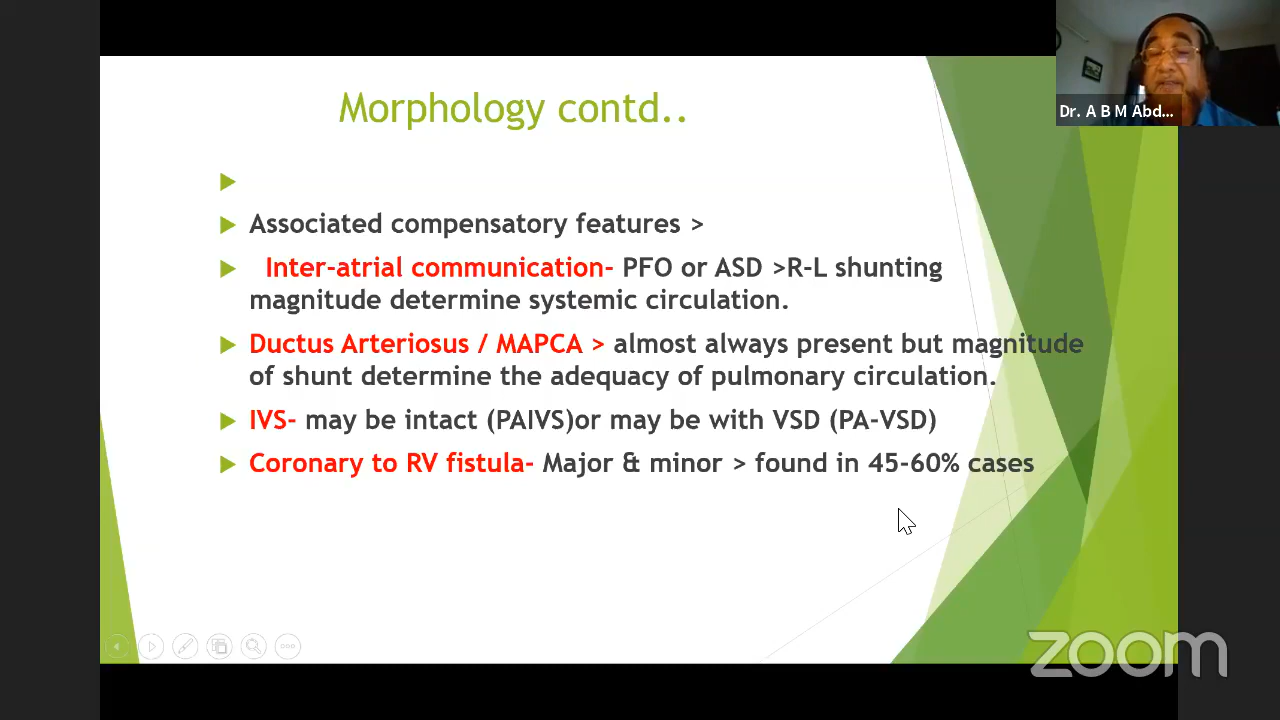 Morphology contd..
Dr. A B M Abd...
Associated compensatory features >
Inter-atrial communication- PFO or ASD >R-L shunting
magnitude determine systemic circulation.
Ductus Arteriosus / MAPCA > almost always present but magnitude
of shunt determine the adequacy of pulmonary circulation.
IVS- may be intact (PAIVS)or may be with VSD (PA-VSD)
Coronary to RV fistula- Major & minor > found in 45-60% cases
zoom